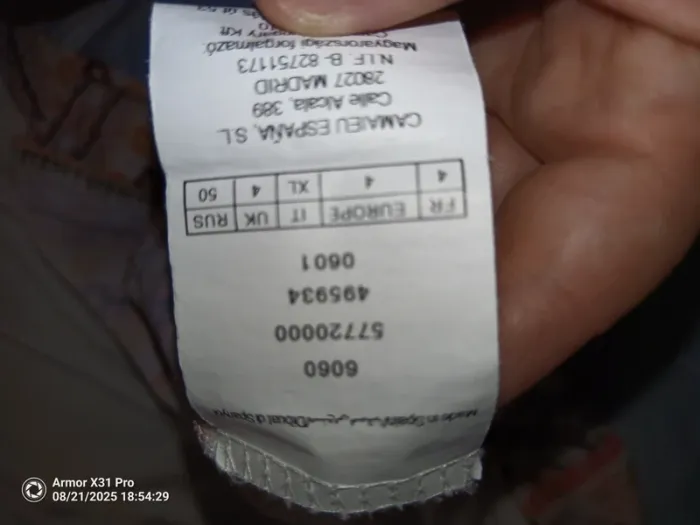 Made in Spain/
6060
57720000
495934
0601
FR EUROPE IT UK RUS
4 4 XL 4 50
CAMAIEU ESPAÑA, S.L.
Calle Alcala, 389
28027 MADRID
N.I.F. B- 82751173
Magyarországi forgalmazó
Kft
Armor X31 Pro
08/21/2025 18:54:29